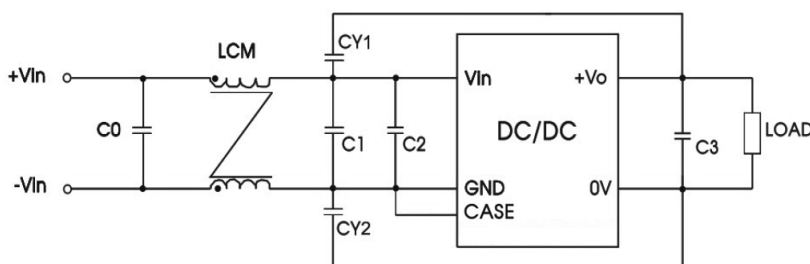 LCM
CY1
+Vin
Vin
+Vo
C0
C1
C2
DC/DC
C3
LOAD
-Vin
GND
0V
CASE
CY2